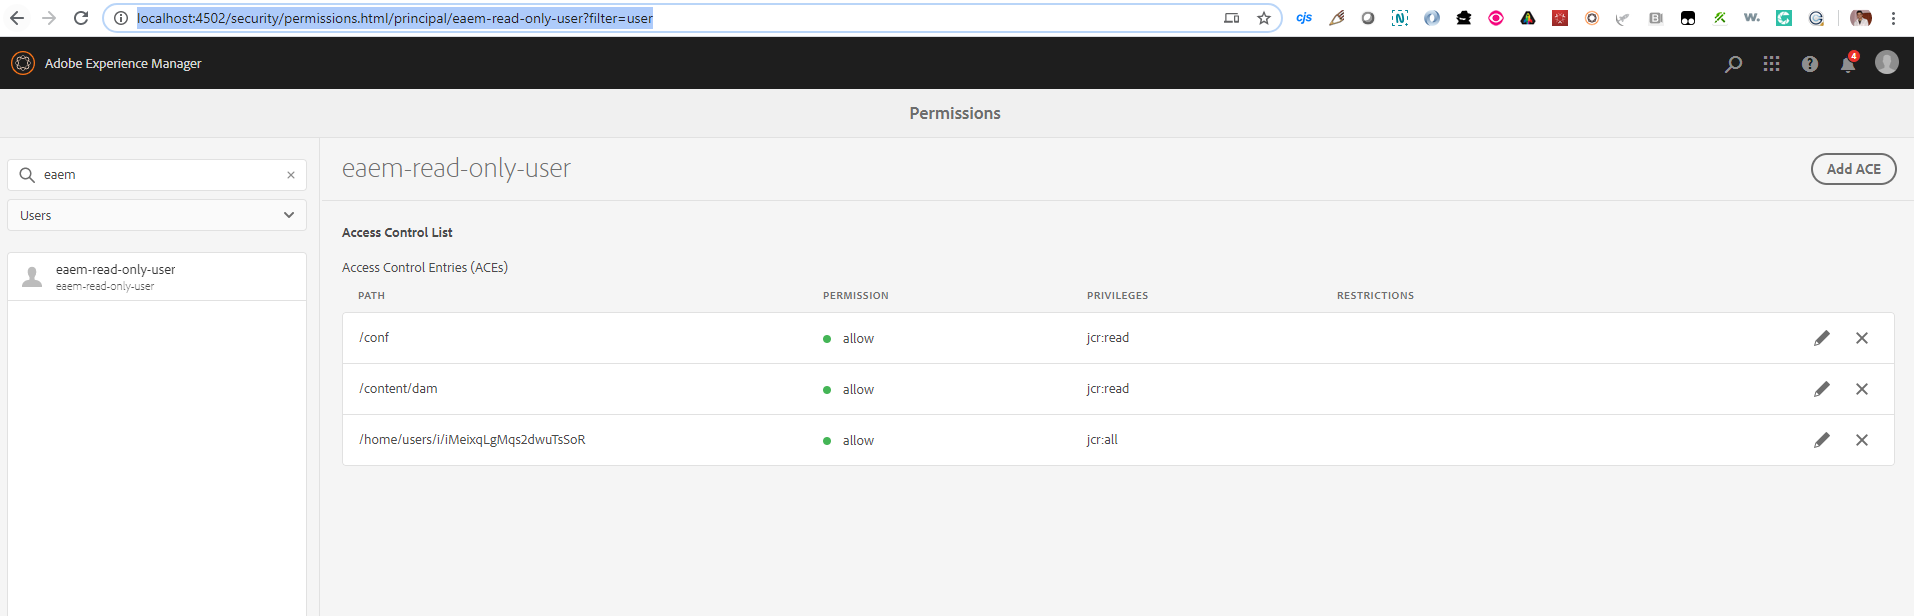 localhost:4502/security/permissions.html/principal/eaem-read-only-user?filter=user
cjs
N
B
w.
C
G
Adobe Experience Manager
?
4
Permissions
eaem
Users
eaem-read-only-user
eaem-read-only-user
eaem-read-only-user
Add ACE
Access Control List
Access Control Entries (ACEs)
PATH PERMISSION PRIVILEGES RESTRICTIONS
/conf allow jcr:read
/content/dam allow jcr:read
/home/users/i/iMeixqLgMqs2dwuTsSoR allow jcr:all